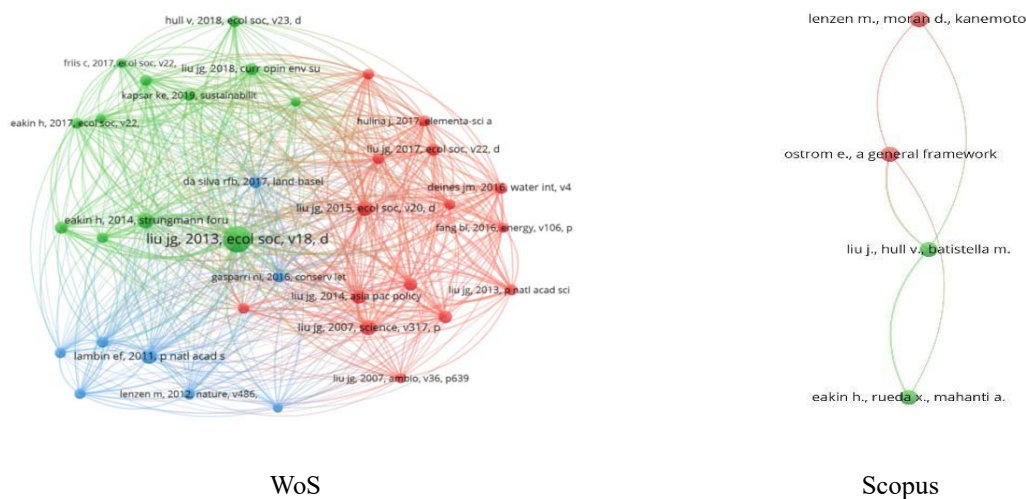 hull v, 2018, ecol soc, v23, d
friis c, 2017, ecol soc, v22,
liu jg, 2018, curr opin env su
kapsar ke, 2019, sustainabilit
eakin h, 2017, ecol soc, v22,
hulina j, 2017, elementa-sci a
liu jg, 2017, ecol soc, v22, d
da silva rfb, 2017, land-basel
deines jm, 2016, water int, v4
liu jg, 2015, ecol soc, v20, d
eakin h, 2014, strungmann foru
fang bl, 2016, energy, v106, p
liu jg, 2013, ecol soc, v18, d
gasparri ni, 2016, conserv let
liu jg, 2014, asia pac policy
liu jg, 2013, p natl acad sci
liu jg, 2007, science, v317, p
lambin ef, 2011, p natl acad s
liu jg, 2007, ambio, v36, p639
lenzen m, 2012, nature, v486,
WoS
lenzen m., moran d., kanemoto
ostrom e., a general framework
liu j., hull v., batistella m.
eakin h., rueda x., mahanti a.
Scopus